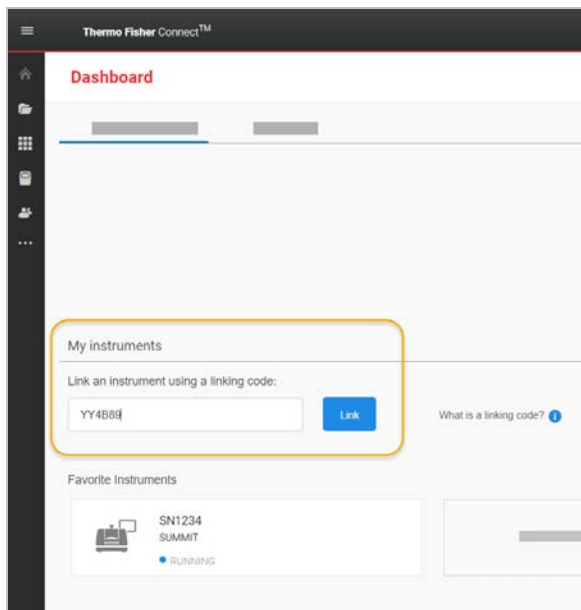 Thermo Fisher Connect™
Dashboard
My instruments
Link an instrument using a linking code:
YY4B89
Link
What is a linking code?
Favorite Instruments
SN1234
SUMMIT
RUNNING